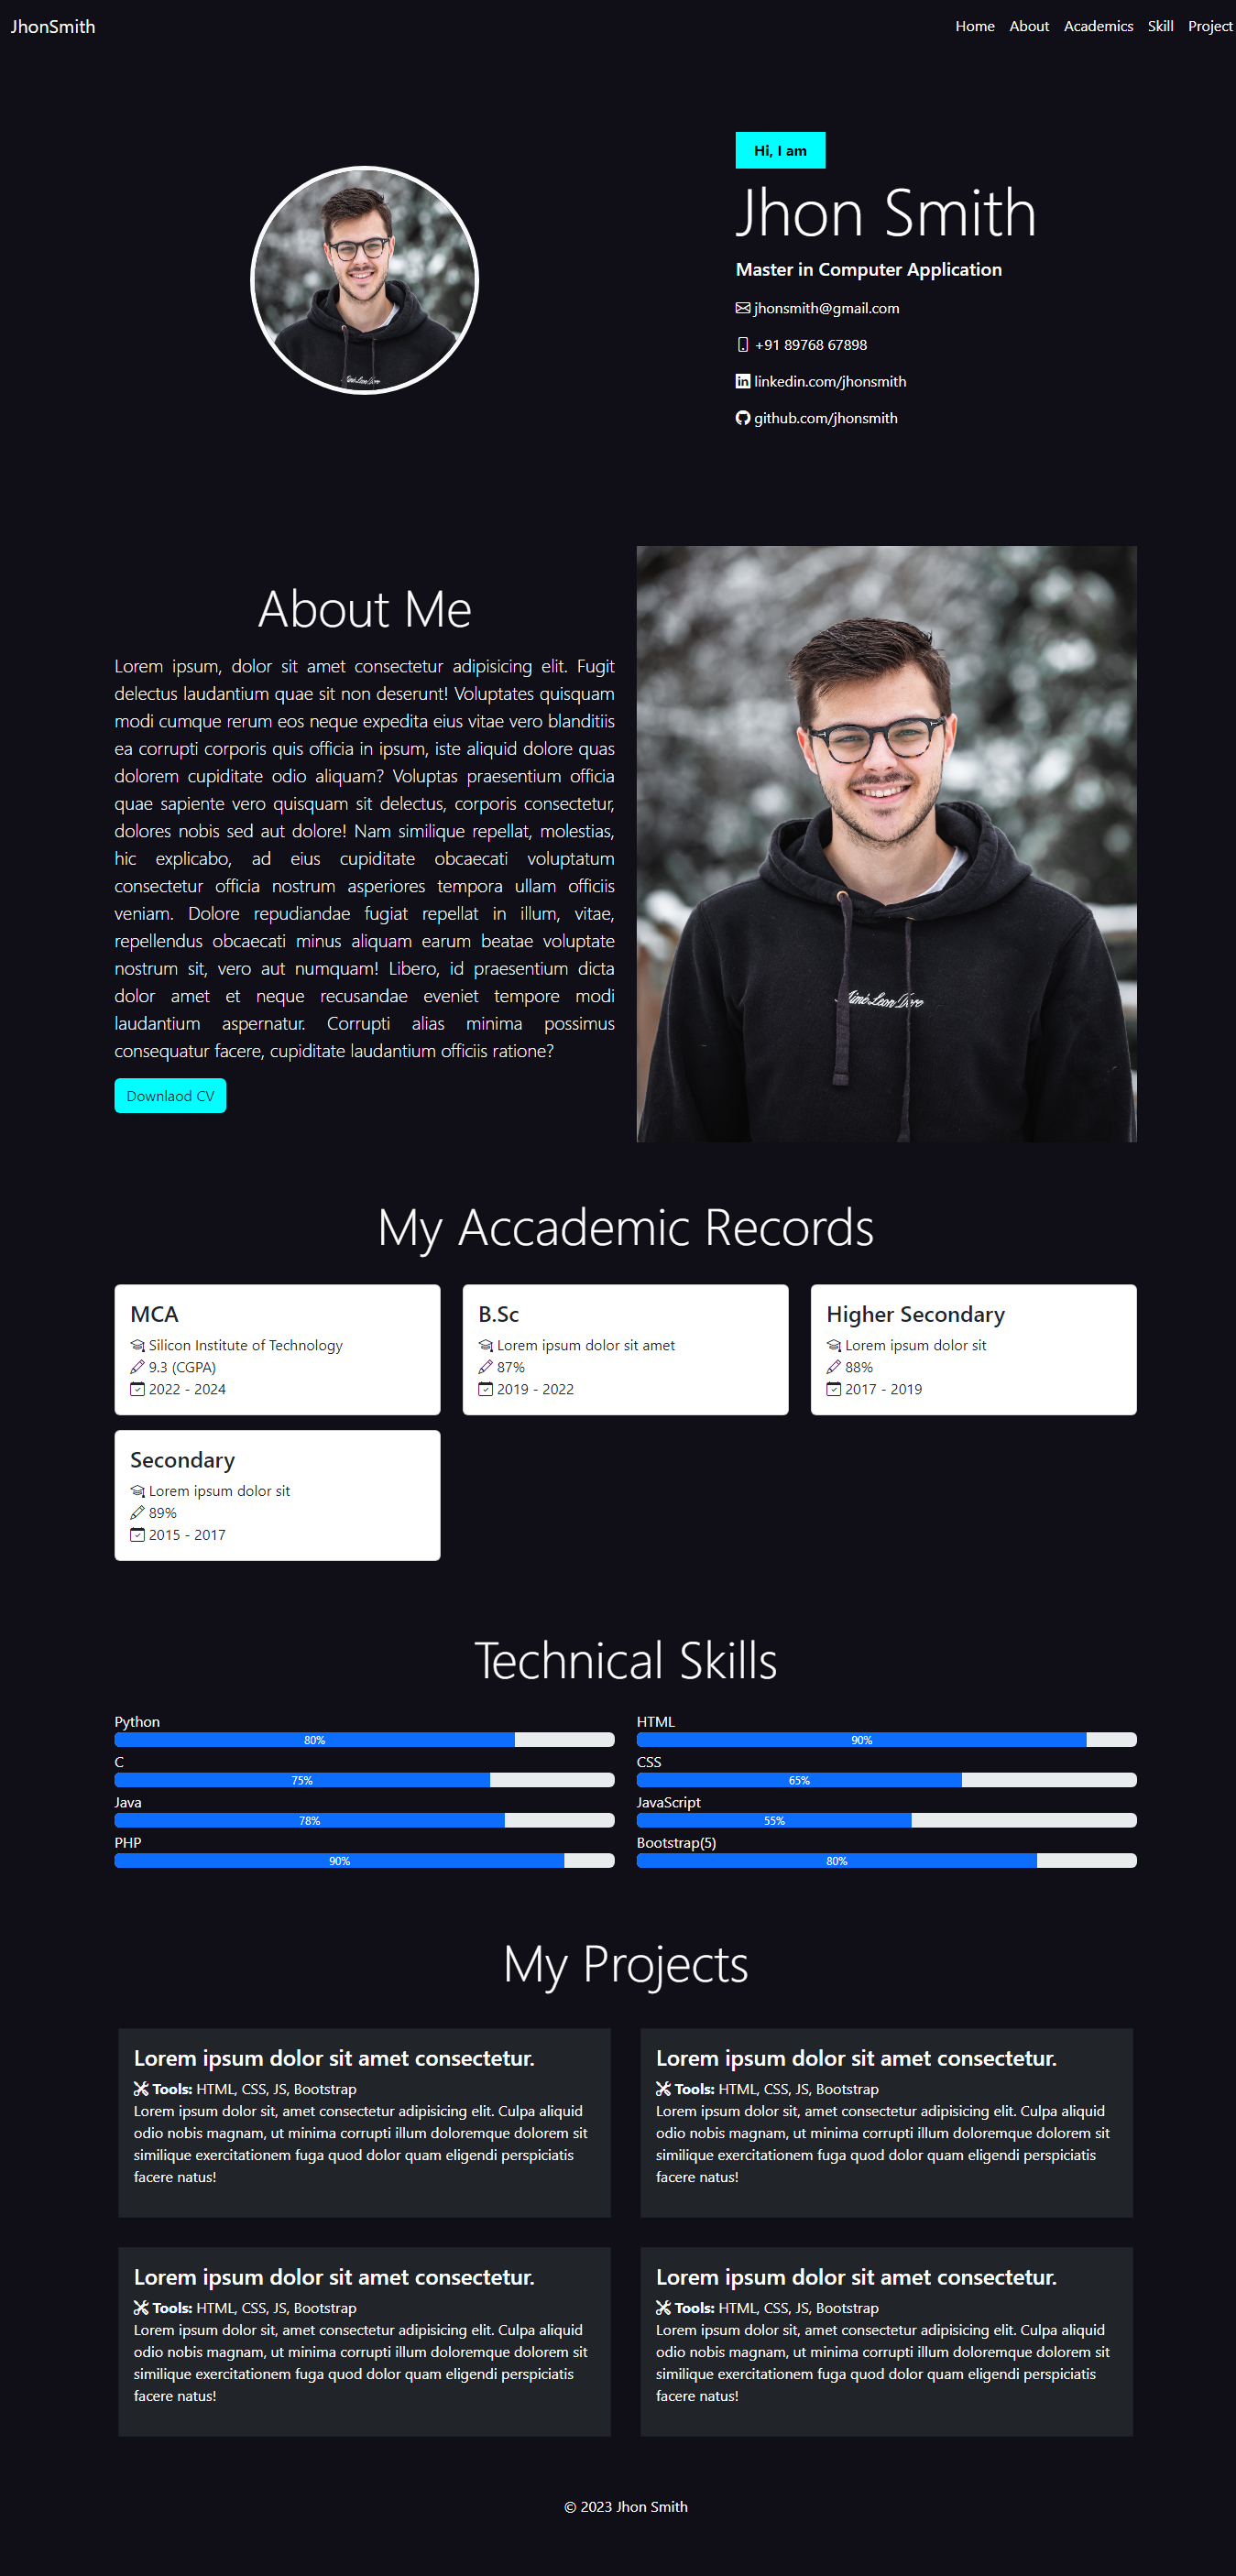 JhonSmith
Home About Academics Skill Project
Hi, I am
Jhon Smith
Master in Computer Application
jhonsmith@gmail.com
+91 89768 67898
linkedin.com/jhonsmith
github.com/jhonsmith
About Me
Lorem ipsum, dolor sit amet consectetur adipisicing elit. Fugit
delectus laudantium quae sit non deserunt! Voluptates quisquam
modi cumque rerum eos neque expedita eius vitae vero blanditiis
ea corrupti corporis quis officia in ipsum, iste aliquid dolore quas
dolorem cupiditate odio aliquam? Voluptas praesentium officia
quae sapiente vero quisquam sit delectus, corporis consectetur,
dolores nobis sed aut dolore! Nam similique repellat, molestias,
hic explicabo, ad eius cupiditate obcaecati voluptatum
consectetur officia nostrum asperiores tempora ullam officiis
veniam. Dolore repudiandae fugiat repellat in illum, vitae,
repellendus obcaecati minus aliquam earum beatae voluptate
nostrum sit, vero aut numquam! Libero, id praesentium dicta
dolor amet et neque recusandae eveniet tempore modi
laudantium aspernatur. Corrupti alias minima possimus
consequatur facere, cupiditate laudantium officiis ratione?
Downlaod CV
My Accademic Records
MCA
Silicon Institute of Technology
9.3 (CGPA)
2022 - 2024
B.Sc
Lorem ipsum dolor sit amet
87%
2019 - 2022
Higher Secondary
Lorem ipsum dolor sit
88%
2017 - 2019
Secondary
Lorem ipsum dolor sit
89%
2015 - 2017
Technical Skills
Python
80%
C
75%
Java
78%
PHP
90%
HTML
90%
CSS
65%
JavaScript
55%
Bootstrap(5)
80%
My Projects
Lorem ipsum dolor sit amet consectetur.
Tools: HTML, CSS, JS, Bootstrap
Lorem ipsum dolor sit, amet consectetur adipisicing elit. Culpa aliquid
odio nobis magnam, ut minima corrupti illum doloremque dolorem sit
similique exercitationem fuga quod dolor quam eligendi perspiciatis
facere natus!
Lorem ipsum dolor sit amet consectetur.
Tools: HTML, CSS, JS, Bootstrap
Lorem ipsum dolor sit, amet consectetur adipisicing elit. Culpa aliquid
odio nobis magnam, ut minima corrupti illum doloremque dolorem sit
similique exercitationem fuga quod dolor quam eligendi perspiciatis
facere natus!
Lorem ipsum dolor sit amet consectetur.
Tools: HTML, CSS, JS, Bootstrap
Lorem ipsum dolor sit, amet consectetur adipisicing elit. Culpa aliquid
odio nobis magnam, ut minima corrupti illum doloremque dolorem sit
similique exercitationem fuga quod dolor quam eligendi perspiciatis
facere natus!
Lorem ipsum dolor sit amet consectetur.
Tools: HTML, CSS, JS, Bootstrap
Lorem ipsum dolor sit, amet consectetur adipisicing elit. Culpa aliquid
odio nobis magnam, ut minima corrupti illum doloremque dolorem sit
similique exercitationem fuga quod dolor quam eligendi perspiciatis
facere natus!
© 2023 Jhon Smith